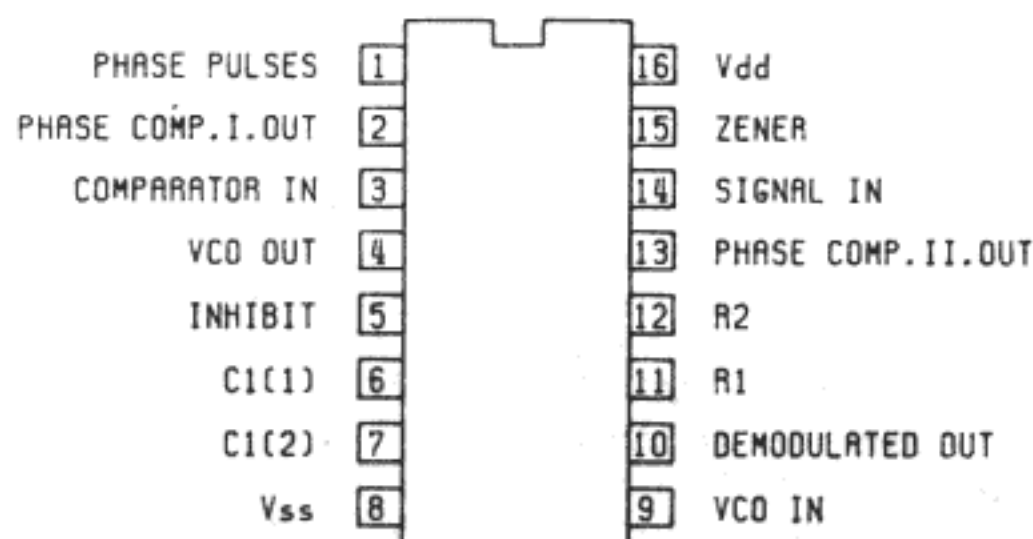 PHASE PULSES 1 16 Vdd
PHASE COMP.I.OUT 2 15 ZENER
COMPARATOR IN 3 14 SIGNAL IN
VCO OUT 4 13 PHASE COMP.II.OUT
INHIBIT 5 12 R2
C1(1) 6 11 R1
C1(2) 7 10 DEMODULATED OUT
Vss 8 9 VCO IN